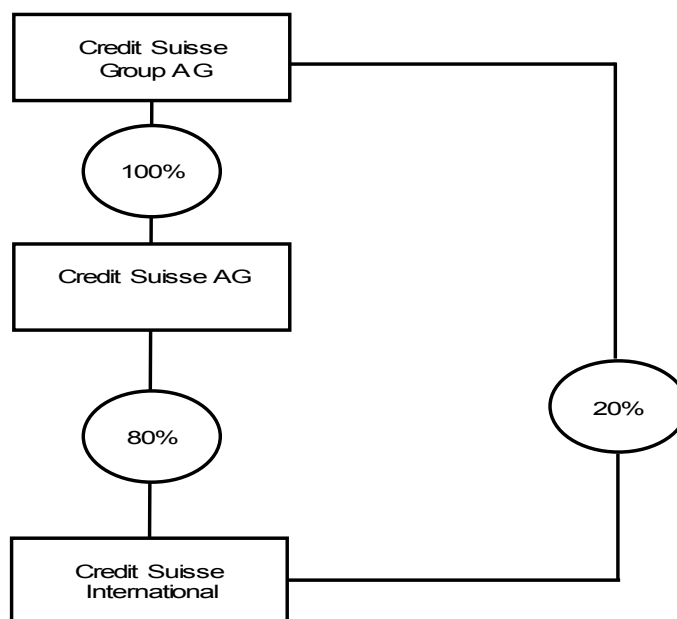 Credit Suisse
Group AG
100%
Credit Suisse AG
80%
20%
Credit Suisse
International